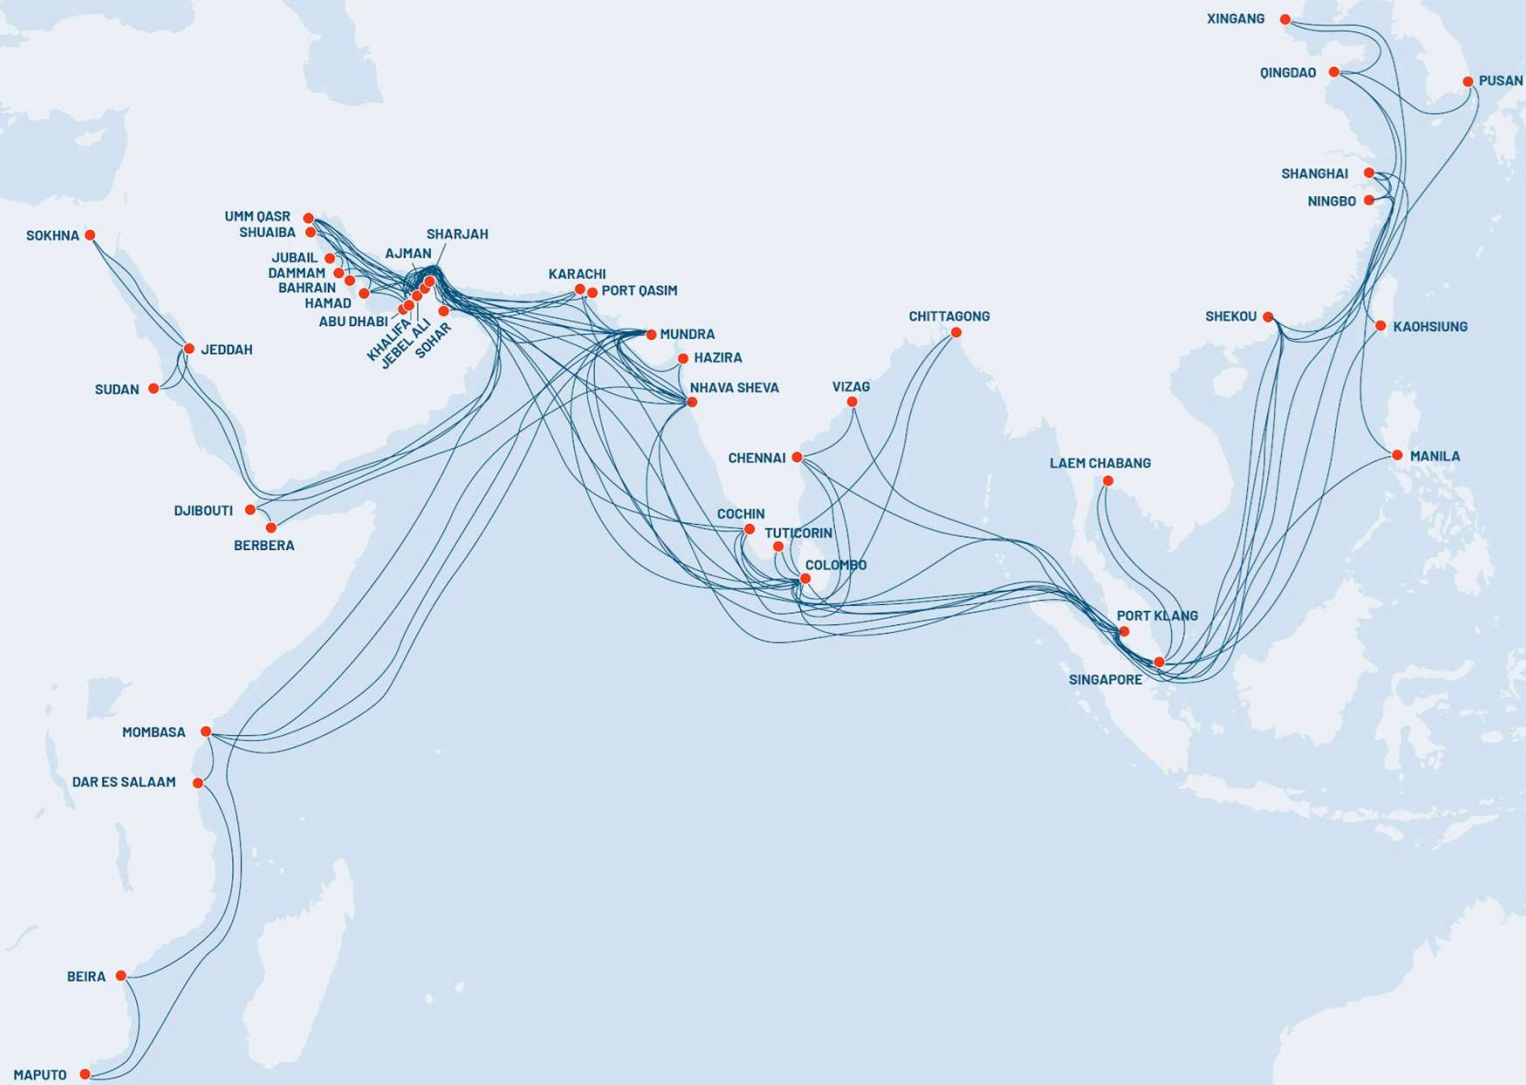 XINGANG
QINGDAO
PUSAN
SHANGHAI
NINGBO
UMM QASR
SHUAIBA
SOKHNA
SHARJAH
AJMAN
JUBAIL
DAMMAM
BAHRAIN
HAMAD
KARACHI
PORT QASIM
ABU DHABI
KHALIFA
JEBEL ALI
SOHAR
CHITTAGONG
SHEKOU
KAOHSIUNG
MUNDRA
JEDDAH
HAZIRA
SUDAN
NHAVA SHEVA
VIZAG
CHENNAI
MANILA
LAEM CHABANG
DJIBOUTI
COCHIN
TUTICORIN
BERBERA
COLOMBO
PORT KLANG
SINGAPORE
MOMBASA
DAR ES SALAAM
BEIRA
MAPUTO